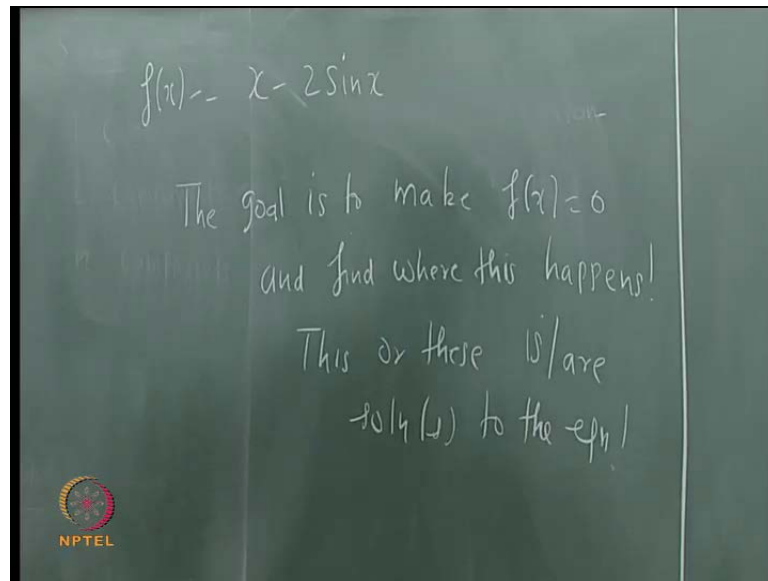 f(x) = x - 2 sin x
The goal is to make f(x) = 0
and find where this happens!
This or these is/are
soln(s) to the eqn!
NPTEL